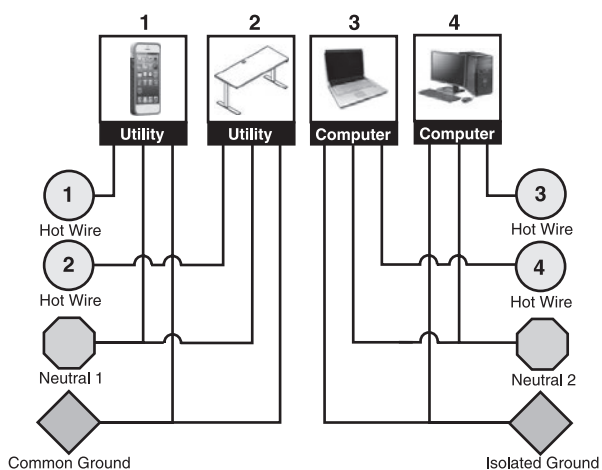 1 2 3 4
Utility Utility Computer Computer
1 3
Hot Wire Hot Wire
2 4
Hot Wire Hot Wire
Neutral 1 Neutral 2
Common Ground Isolated Ground